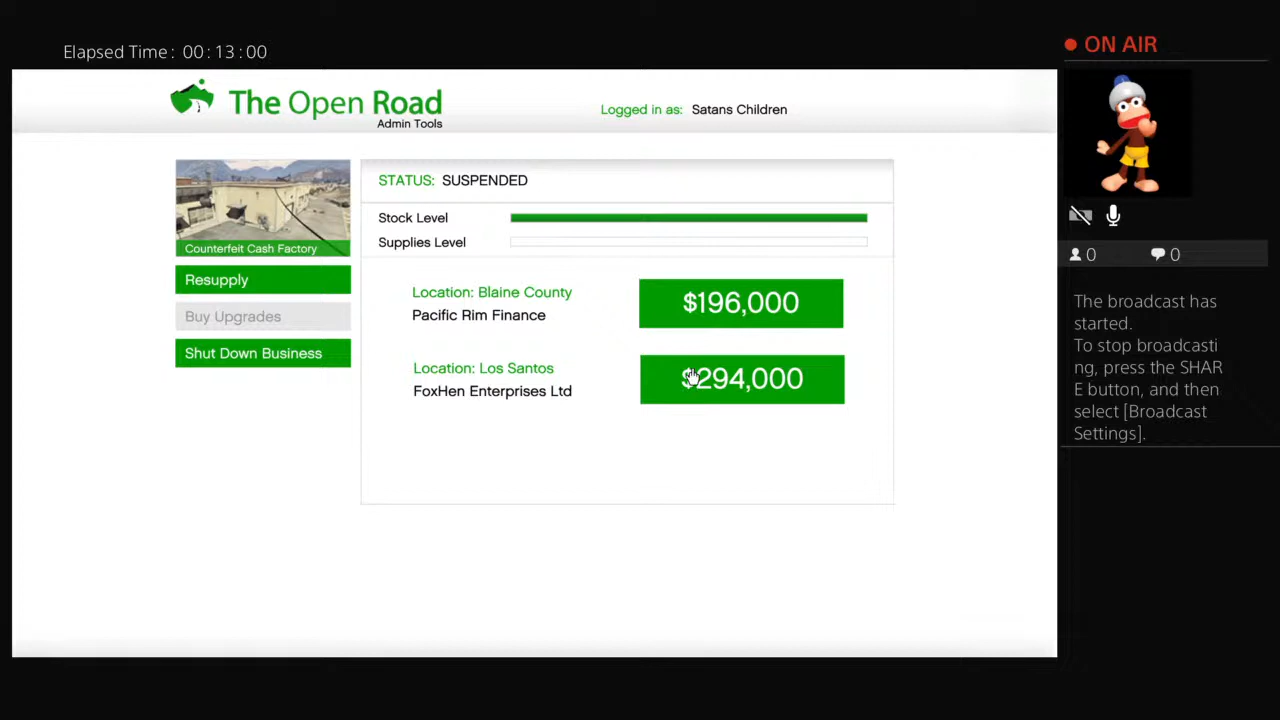 Elapsed Time: 00:13:00
ON AIR
The Open Road
Admin Tools
Logged in as: Satans Children
Counterfeit Cash Factory
Resupply
Buy Upgrades
Shut Down Business
STATUS: SUSPENDED
Stock Level
Supplies Level
Location: Blaine County
Pacific Rim Finance
$196,000
Location: Los Santos
FoxHen Enterprises Ltd
$294,000
0
0
The broadcast has
started.
To stop broadcasti
ng, press the SHAR
E button, and then
select [Broadcast
Settings].